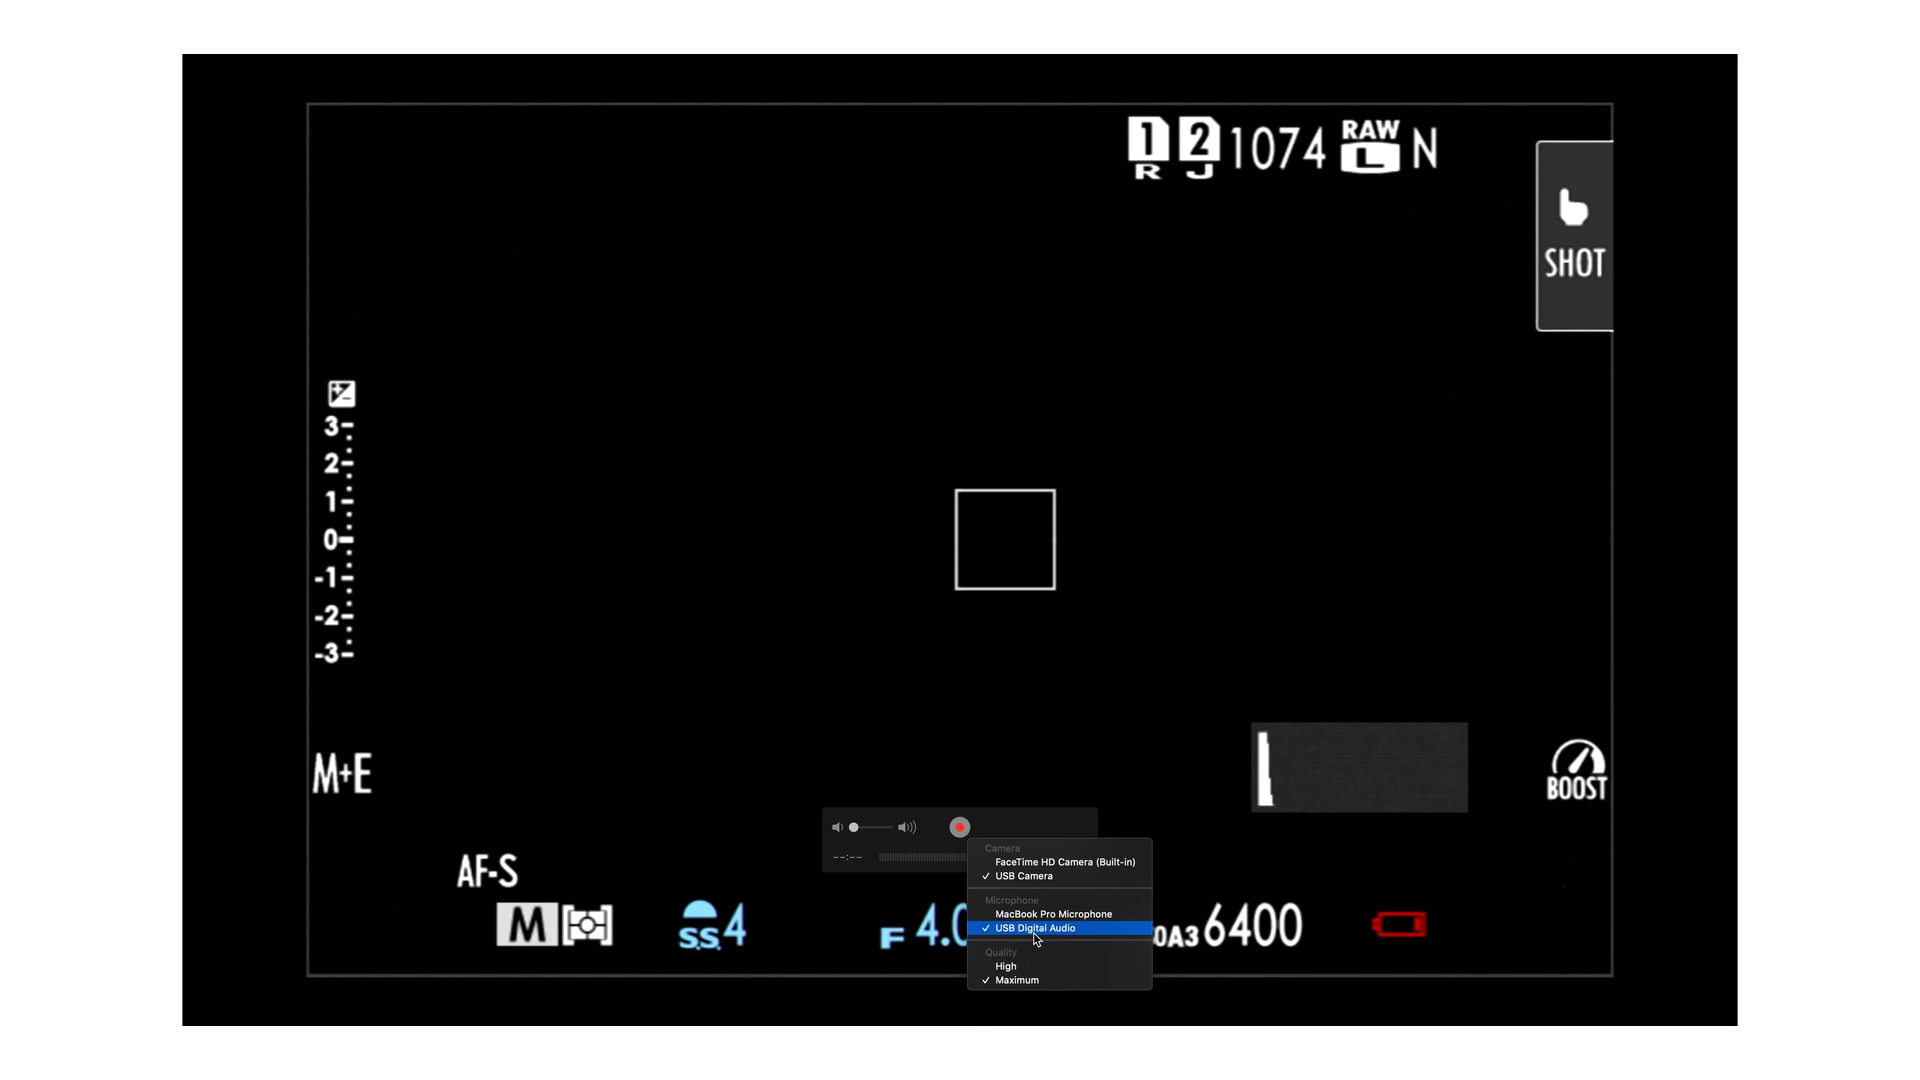 1 2 1074 RAW L N
R J
SHOT
3
2
1
0
-1
-2
-3
M+E
BOOST
--:--
Camera
FaceTime HD Camera (Built-in)
✓ USB Camera
Microphone
MacBook Pro Microphone
✓ USB Digital Audio
Quality
High
✓ Maximum
AF-S
M S.S. 4 F 4.0 A3 6400